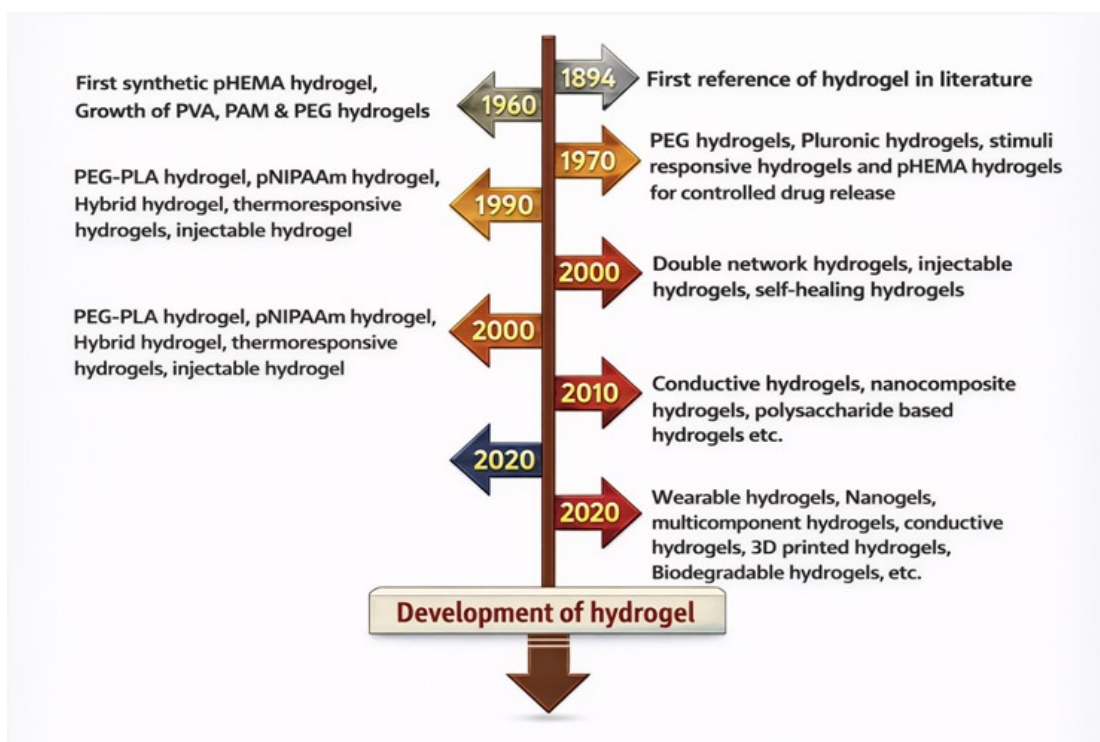 1894
First reference of hydrogel in literature
First synthetic pHEMA hydrogel,
Growth of PVA, PAM & PEG hydrogels
1960
1970
PEG hydrogels, Pluronic hydrogels, stimuli
responsive hydrogels and pHEMA hydrogels
for controlled drug release
PEG-PLA hydrogel, pNIPAAm hydrogel,
Hybrid hydrogel, thermoresponsive
hydrogels, injectable hydrogel
1990
2000
Double network hydrogels, injectable
hydrogels, self-healing hydrogels
PEG-PLA hydrogel, pNIPAAm hydrogel,
Hybrid hydrogel, thermoresponsive
hydrogels, injectable hydrogel
2000
2010
Conductive hydrogels, nanocomposite
hydrogels, polysaccharide based
hydrogels etc.
2020
2020
Wearable hydrogels, Nanogels,
multicomponent hydrogels, conductive
hydrogels, 3D printed hydrogels,
Biodegradable hydrogels, etc.
Development of hydrogel